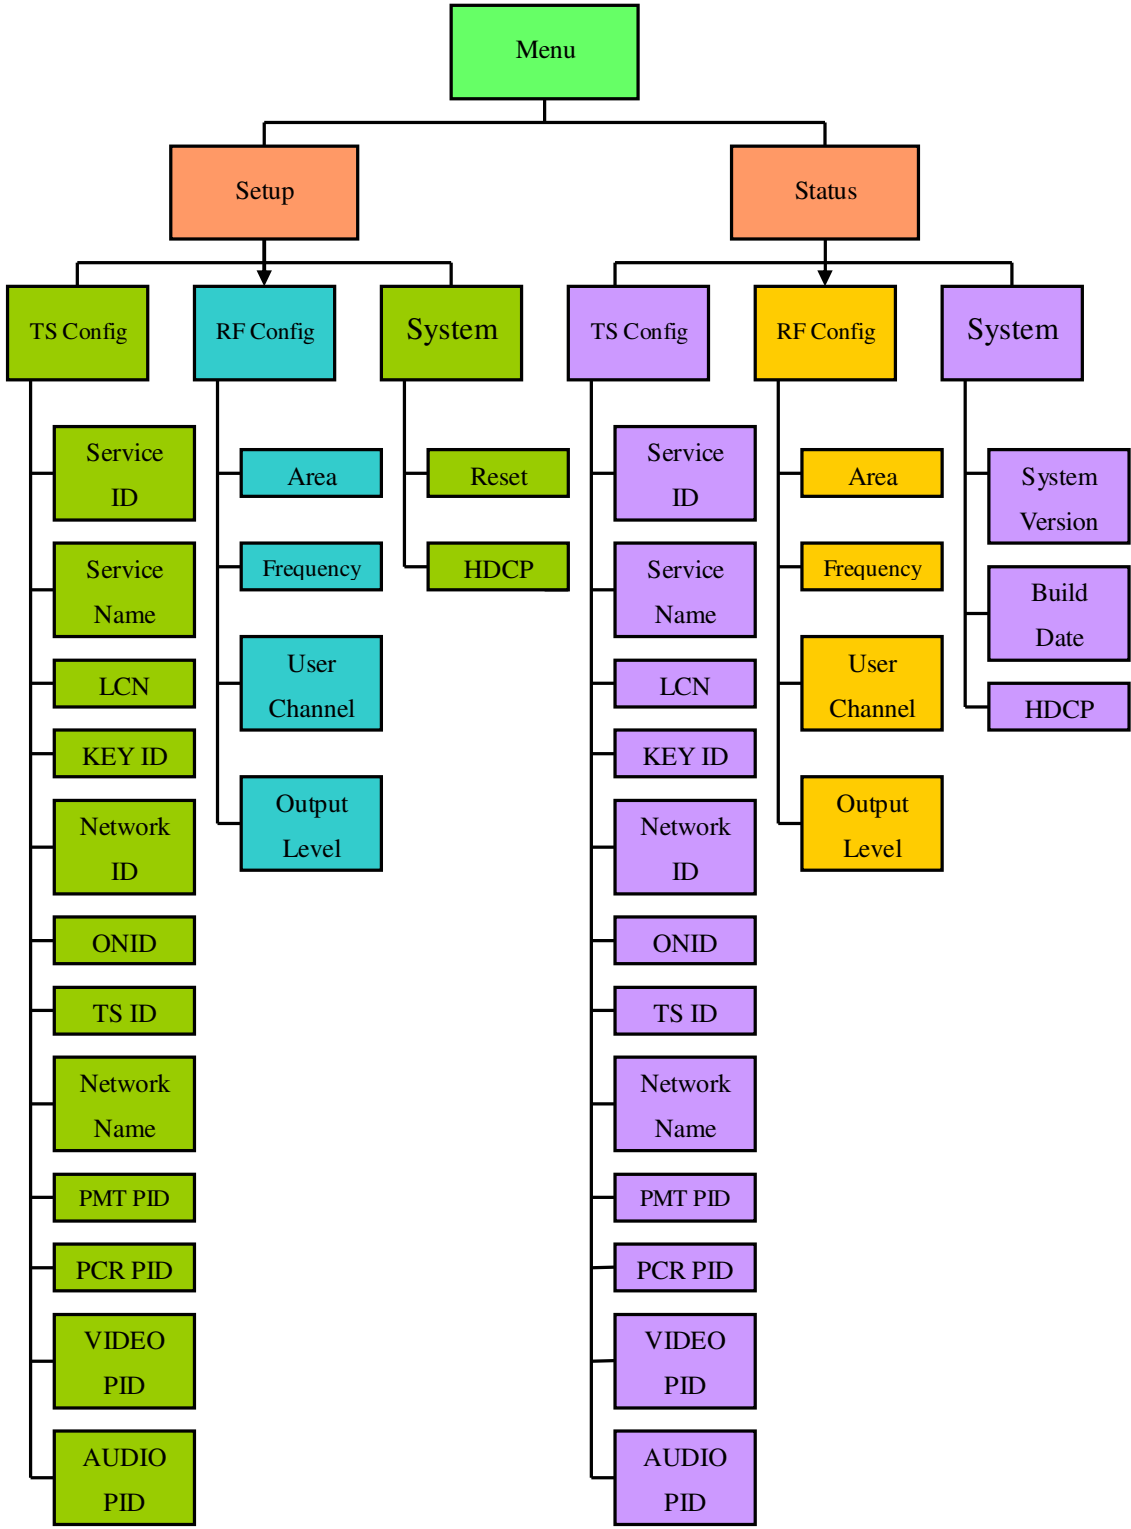 Menu
Setup
Status
TS Config
RF Config
System
TS Config
RF Config
System
Service
ID
Service
Name
LCN
KEY ID
Network
ID
ONID
TS ID
Network
Name
PMT PID
PCR PID
VIDEO
PID
AUDIO
PID
Area
Frequency
User
Channel
Output
Level
Reset
HDCP
Service
ID
Service
Name
LCN
KEY ID
Network
ID
ONID
TS ID
Network
Name
PMT PID
PCR PID
VIDEO
PID
AUDIO
PID
Area
Frequency
User
Channel
Output
Level
System
Version
Build
Date
HDCP